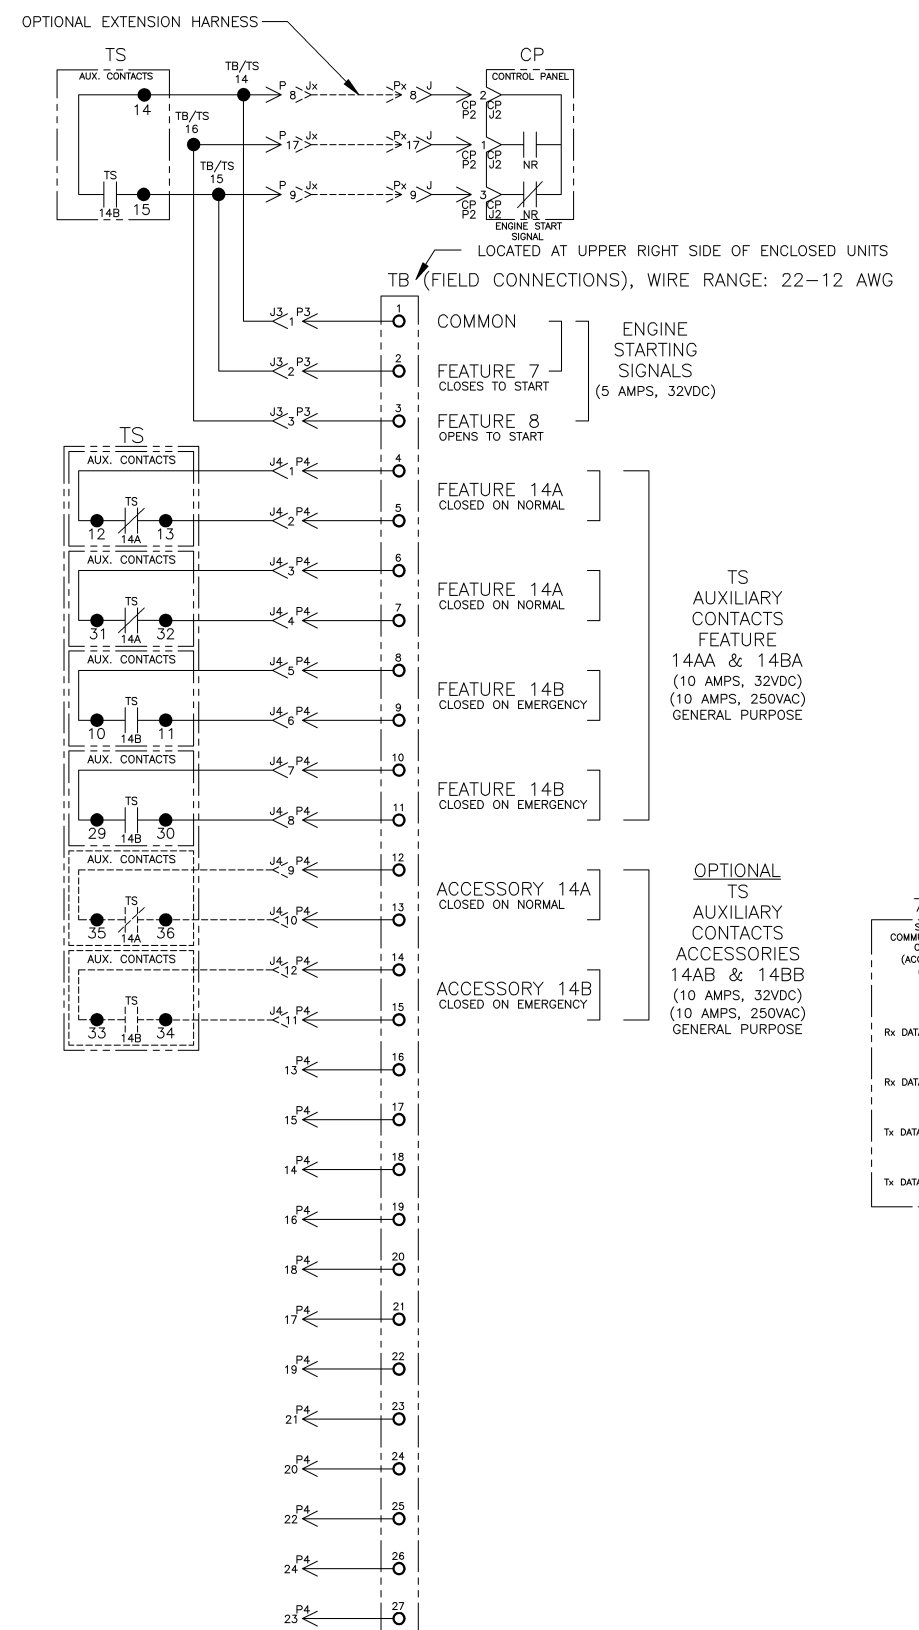 OPTIONAL EXTENSION HARNESS
TS
AUX. CONTACTS
14
TS
14B
15
TB/TS
14
TB/TS
16
TB/TS
15
P
8
Jx
Px
8
J
CP
P2
2
CP
J2
P
17
Jx
Px
17
J
CP
P2
1
CP
J2
NR
P
9
Jx
Px
9
J
CP
P2
3
CP
J2
NR
CP
CONTROL PANEL
ENGINE START
SIGNAL
LOCATED AT UPPER RIGHT SIDE OF ENCLOSED UNITS
TB (FIELD CONNECTIONS), WIRE RANGE: 22-12 AWG
J3 1 P3 1
COMMON
J3 2 P3 2
FEATURE 7
CLOSES TO START
J3 3 P3 3
FEATURE 8
OPENS TO START
ENGINE
STARTING
SIGNALS
(5 AMPS, 32VDC)
TS
AUX. CONTACTS
J4 1 P4 4
FEATURE 14A
CLOSED ON NORMAL
12 TS 14A 13
J4 2 P4 5
AUX. CONTACTS
J4 3 P4 6
FEATURE 14A
CLOSED ON NORMAL
31 TS 14A 32
J4 4 P4 7
AUX. CONTACTS
J4 5 P4 8
FEATURE 14B
CLOSED ON EMERGENCY
10 TS 14B 11
J4 6 P4 9
AUX. CONTACTS
J4 7 P4 10
FEATURE 14B
CLOSED ON EMERGENCY
29 TS 14B 30
J4 8 P4 11
TS
AUXILIARY
CONTACTS
FEATURE
14AA & 14BA
(10 AMPS, 32VDC)
(10 AMPS, 250VAC)
GENERAL PURPOSE
AUX. CONTACTS
J4 9 P4 12
ACCESSORY 14A
CLOSED ON NORMAL
35 TS 14A 36
J4 10 P4 13
AUX. CONTACTS
J4 12 P4 14
ACCESSORY 14B
CLOSED ON EMERGENCY
33 TS 14B 34
J4 11 P4 15
OPTIONAL
TS
AUXILIARY
CONTACTS
ACCESSORIES
14AB & 14BB
(10 AMPS, 32VDC)
(10 AMPS, 250VAC)
GENERAL PURPOSE
13 P4 16
15 P4 17
14 P4 18
16 P4 19
18 P4 20
17 P4 21
19 P4 22
21 P4 23
20 P4 24
22 P4 25
24 P4 26
23 P4 27
Rx DATA
Rx DATA
Tx DATA
Tx DATA